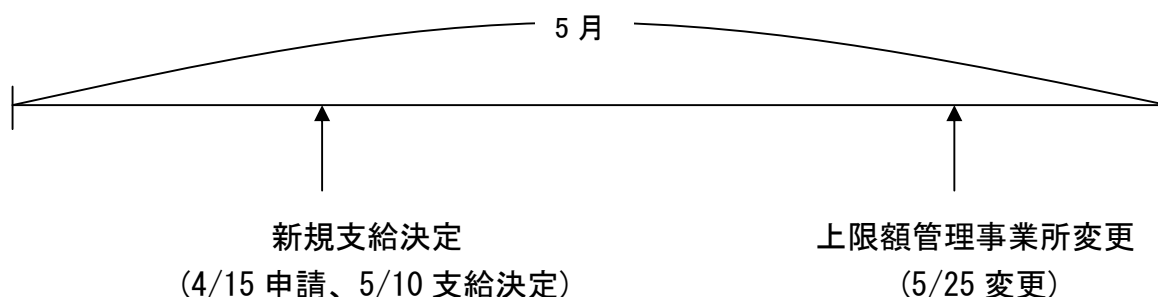 5 月
新規支給決定
(4/15 申請、5/10 支給決定)
上限額管理事業所変更
(5/25 変更)